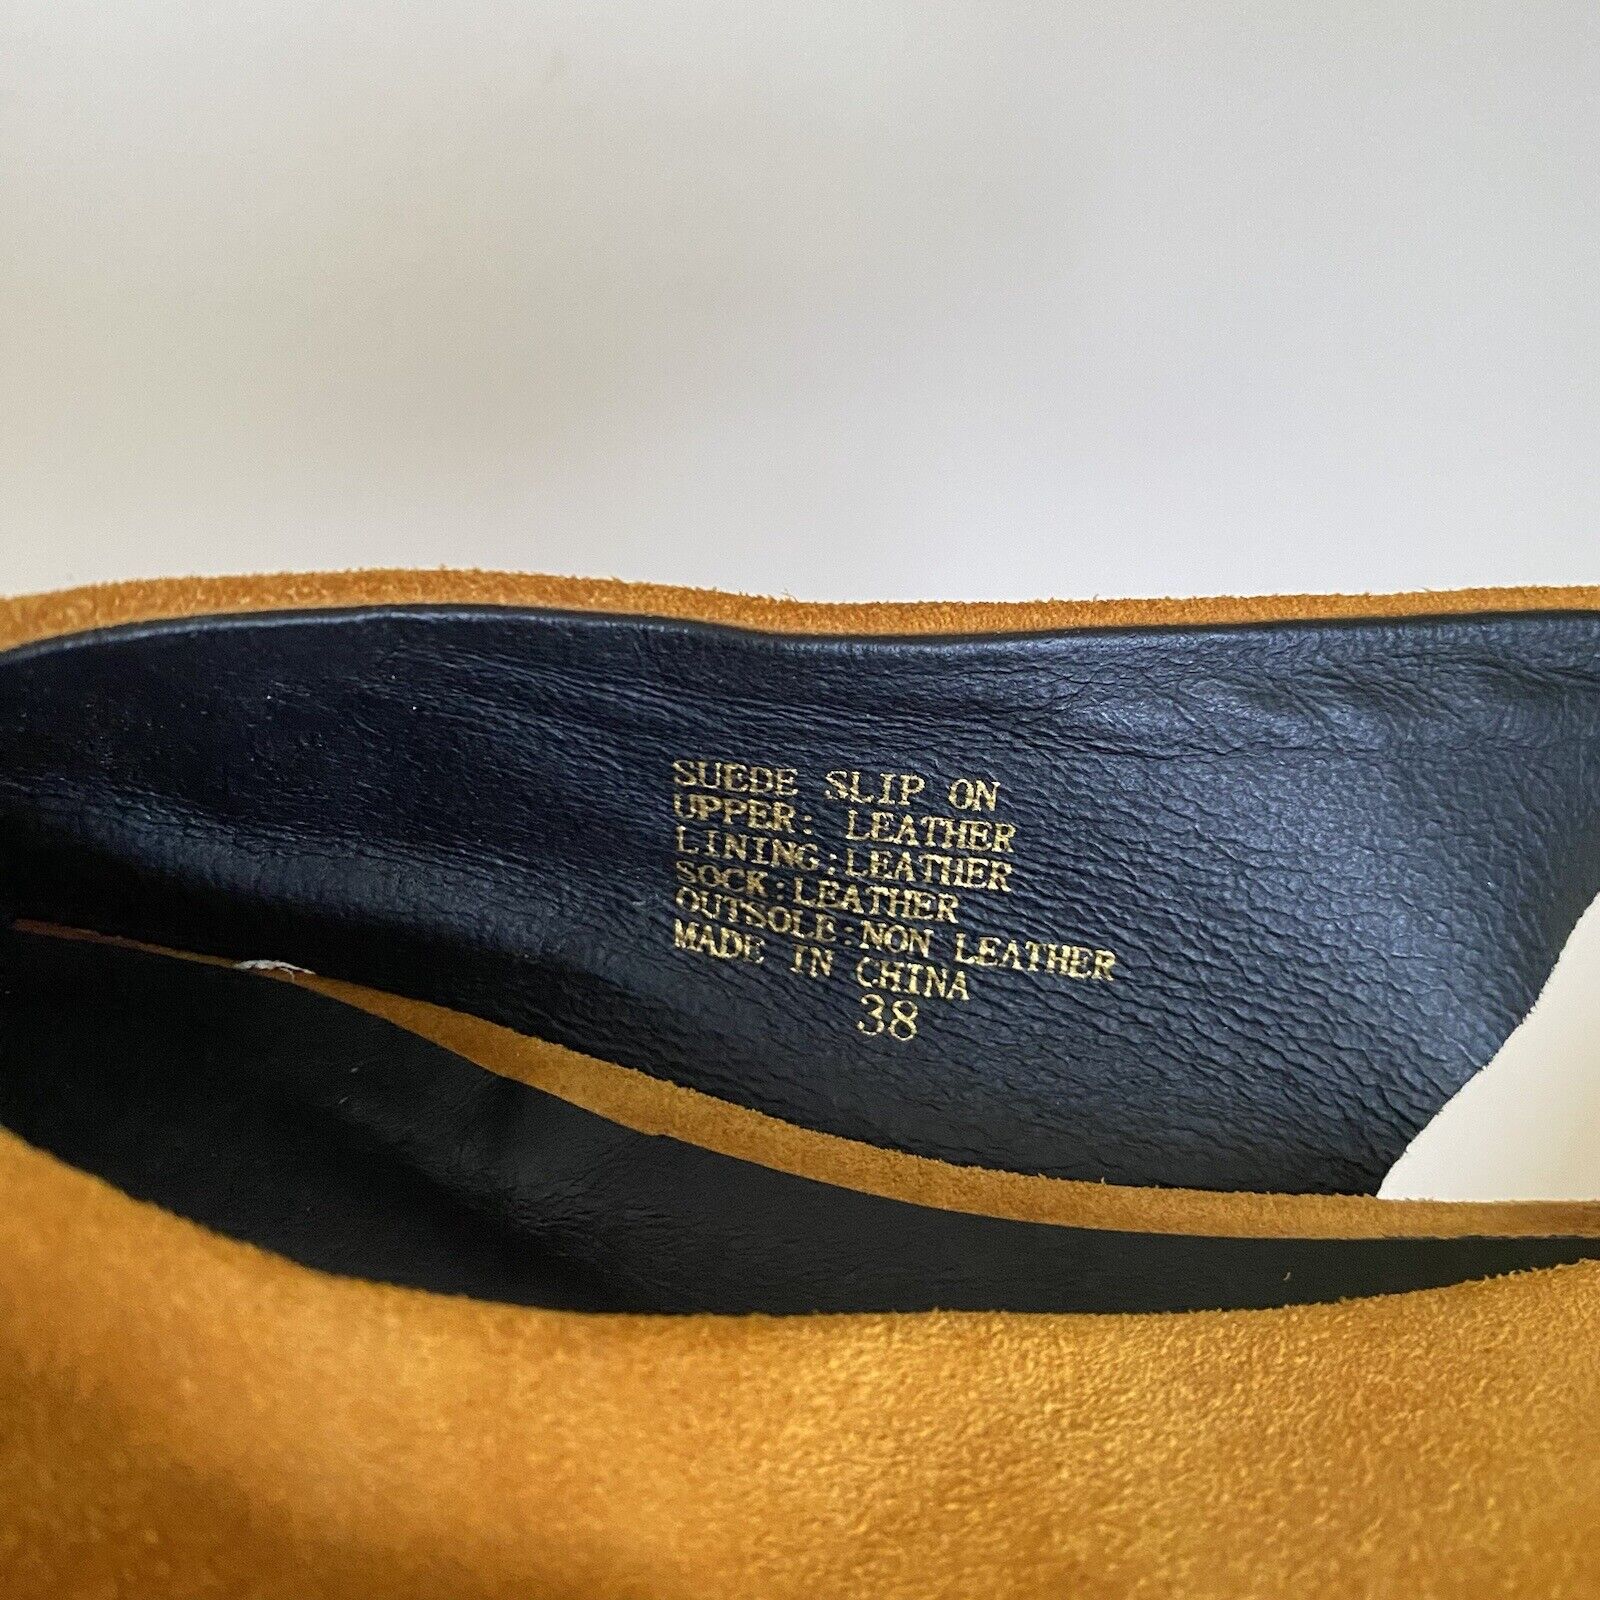 SUEDE SLIP ON
UPPER: LEATHER
LINING:LEATHER
SOCK:LEATHER
OUTSOLE:NON LEATHER
MADE IN CHINA
38